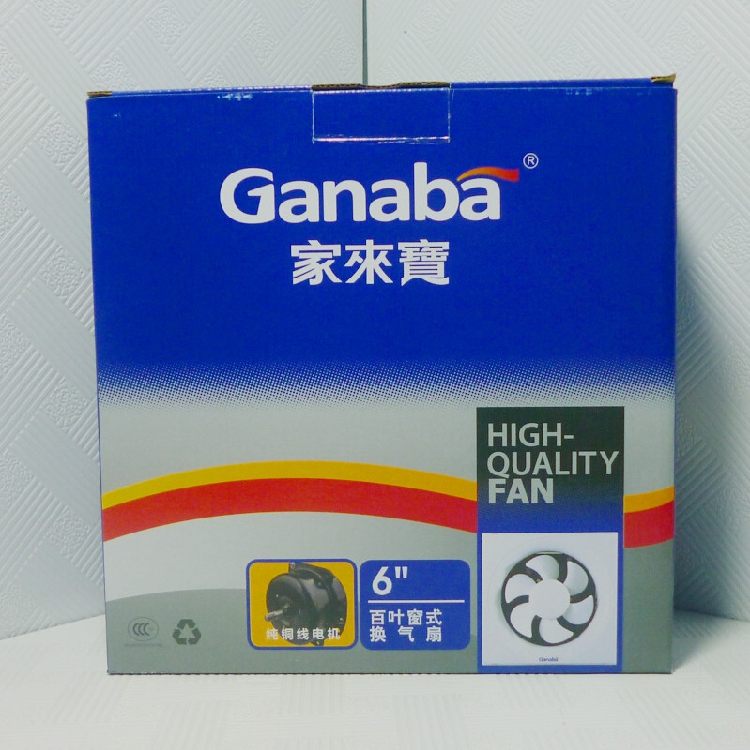 Ganaba®
家來寶
HIGH-
QUALITY
FAN
纯铜线电机
6"
百叶窗式
换气扇
Ganaba